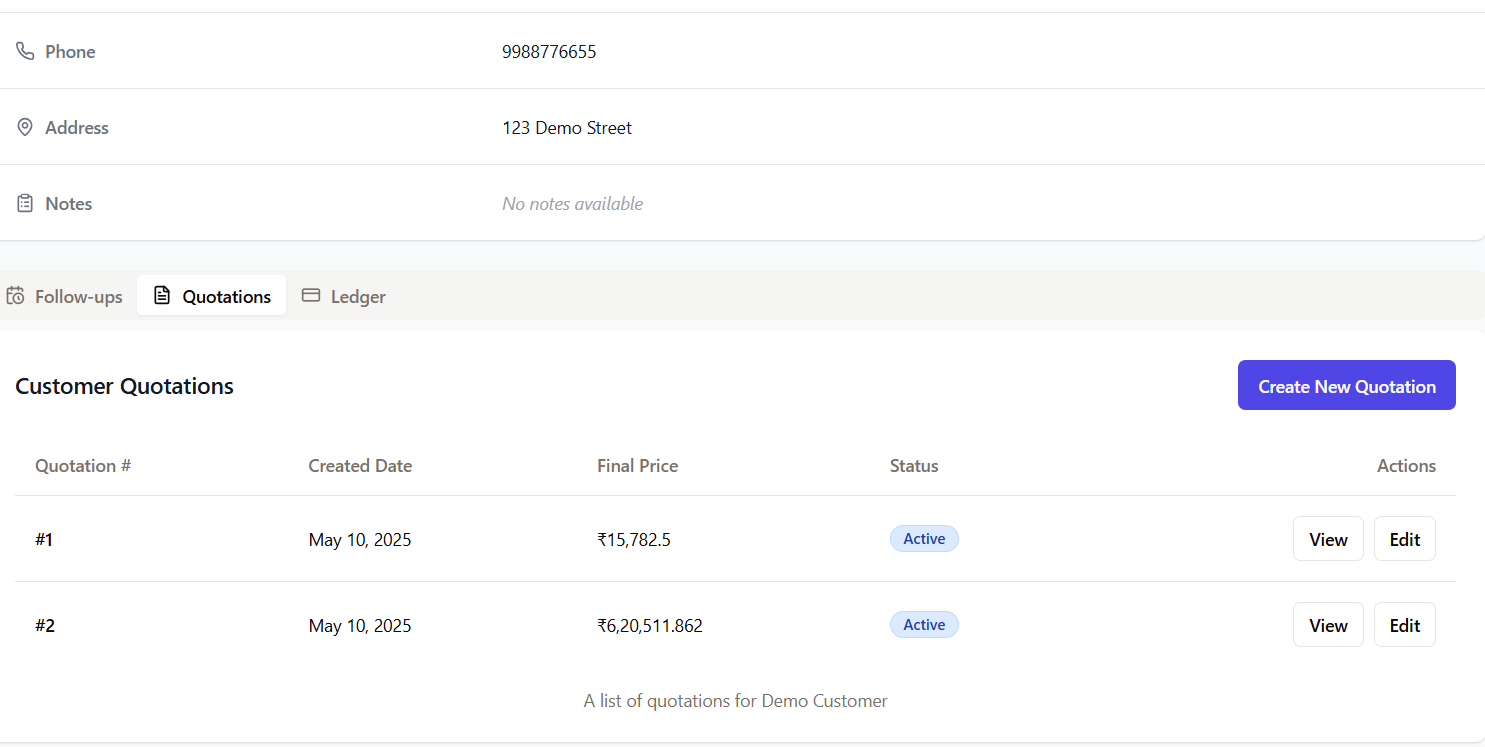 Phone 9988776655
Address 123 Demo Street
Notes No notes available
Follow-ups Quotations Ledger
Customer Quotations Create New Quotation
Quotation # Created Date Final Price Status Actions
#1 May 10, 2025 ₹15,782.5 Active View Edit
#2 May 10, 2025 ₹6,20,511.862 Active View Edit
A list of quotations for Demo Customer